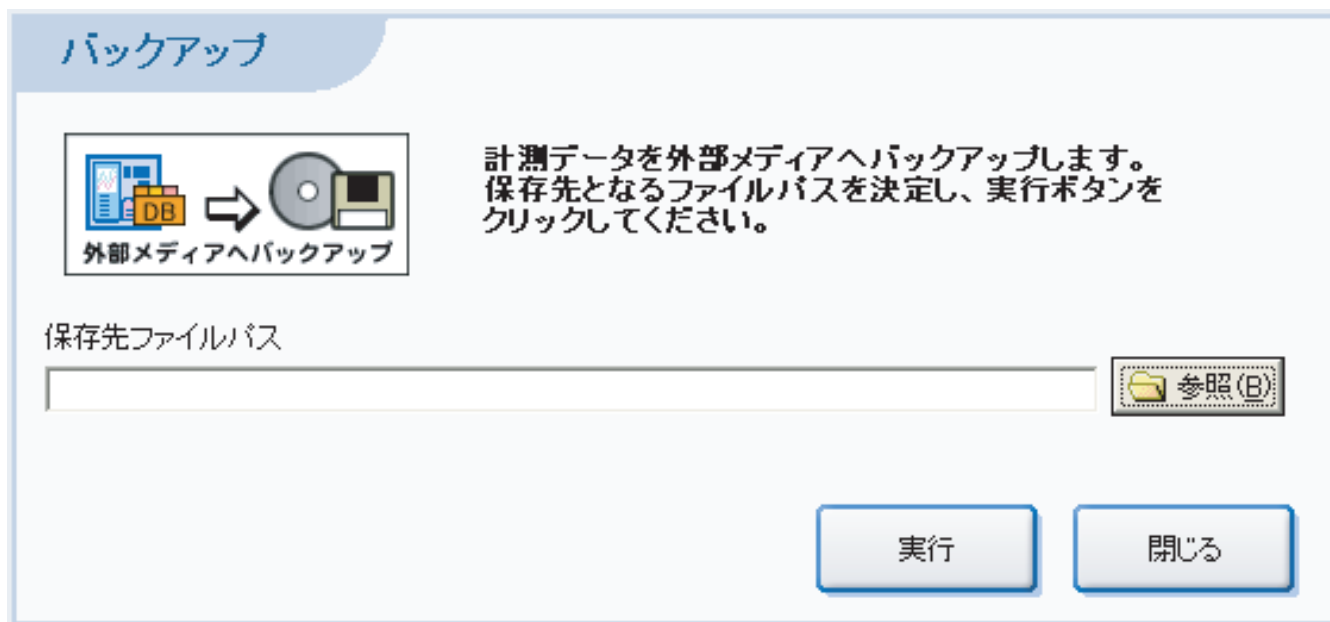 バックアップ
DB
外部メディアへバックアップ
計測データを外部メディアへバックアップします。
保存先となるファイルパスを決定し、実行ボタンを
クリックしてください。
保存先ファイルパス
参照(B)
実行
閉じる